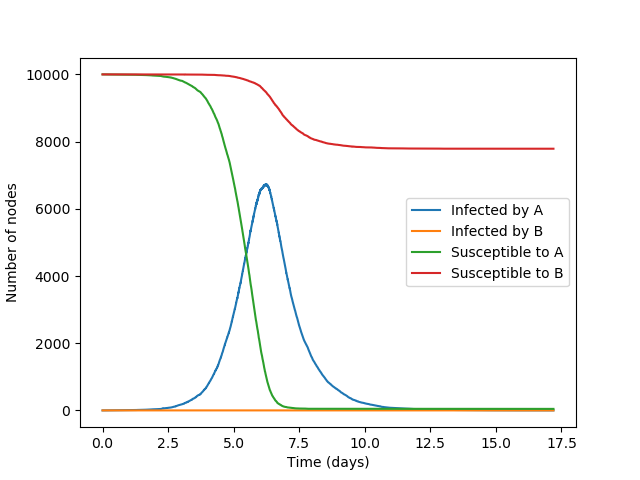 10000
8000
6000
4000
2000
0
Number of nodes
Infected by A
Infected by B
Susceptible to A
Susceptible to B
0.0 2.5 5.0 7.5 10.0 12.5 15.0 17.5
Time (days)